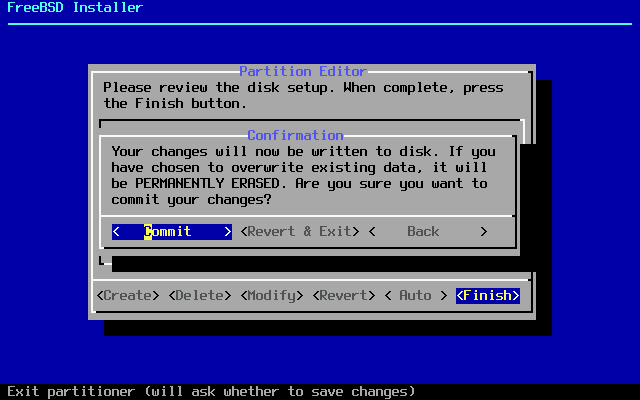 FreeBSD Installer
Partition Editor
Please review the disk setup. When complete, press
the Finish button.
Confirmation
Your changes will now be written to disk. If you
have chosen to overwrite existing data, it will
be PERMANENTLY ERASED. Are you sure you want to
commit your changes?
< Commit > <Revert & Exit> < Back >
<Create> <Delete> <Modify> <Revert> < Auto > <Finish>
Exit partitioner (will ask whether to save changes)